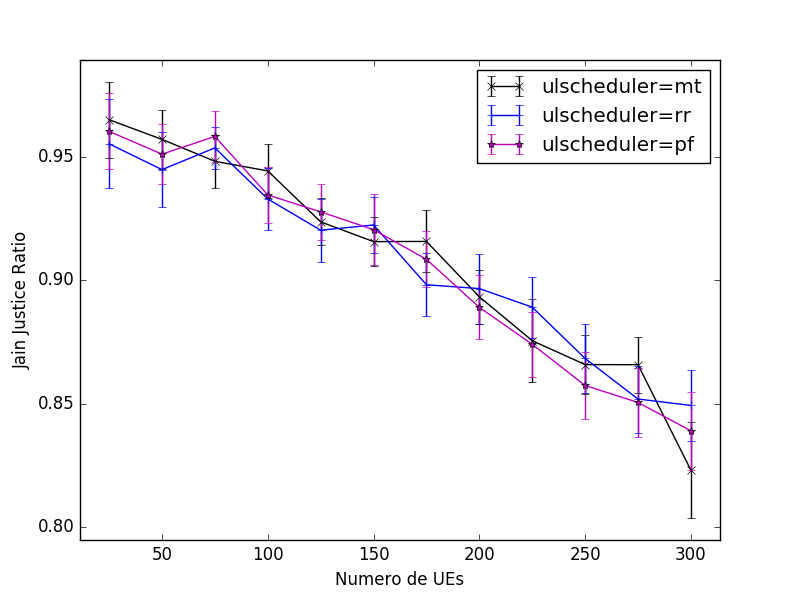 ulscheduler=mt
ulscheduler=rr
ulscheduler=pf
0.95
0.90
0.85
0.80
Jain Justice Ratio
50 100 150 200 250 300
Numero de UEs